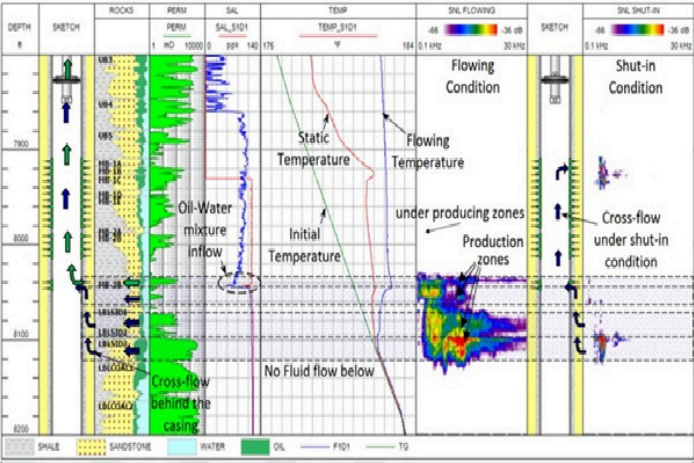 DEPTH
ft
SKETCH
ROCKS
PERM
PERM
1 mD 10000
SAL
SAL_S1D1
0 ppk 140
TEMP
TEMP_S1D1
175 °F 184
SNL FLOWING
-66 -36 dB
0.1 kHz 30 kHz
SKETCH
SNL SHUT-IN
-66 -36 dB
0.1 kHz 30 kHz
Flowing
Condition
Shut-in
Condition
UB3
UB4
UB5
7900
8000
8100
8200
Static
Temperature
Flowing
Temperature
Oil-Water
mixture
inflow
Initial
Temperature
under producing zones
Production
zones
Cross-flow
under shut-in
condition
No Fluid flow below
Cross-flow
behind the
casing
SHALE SANDSTONE WATER OIL F1D1 TG